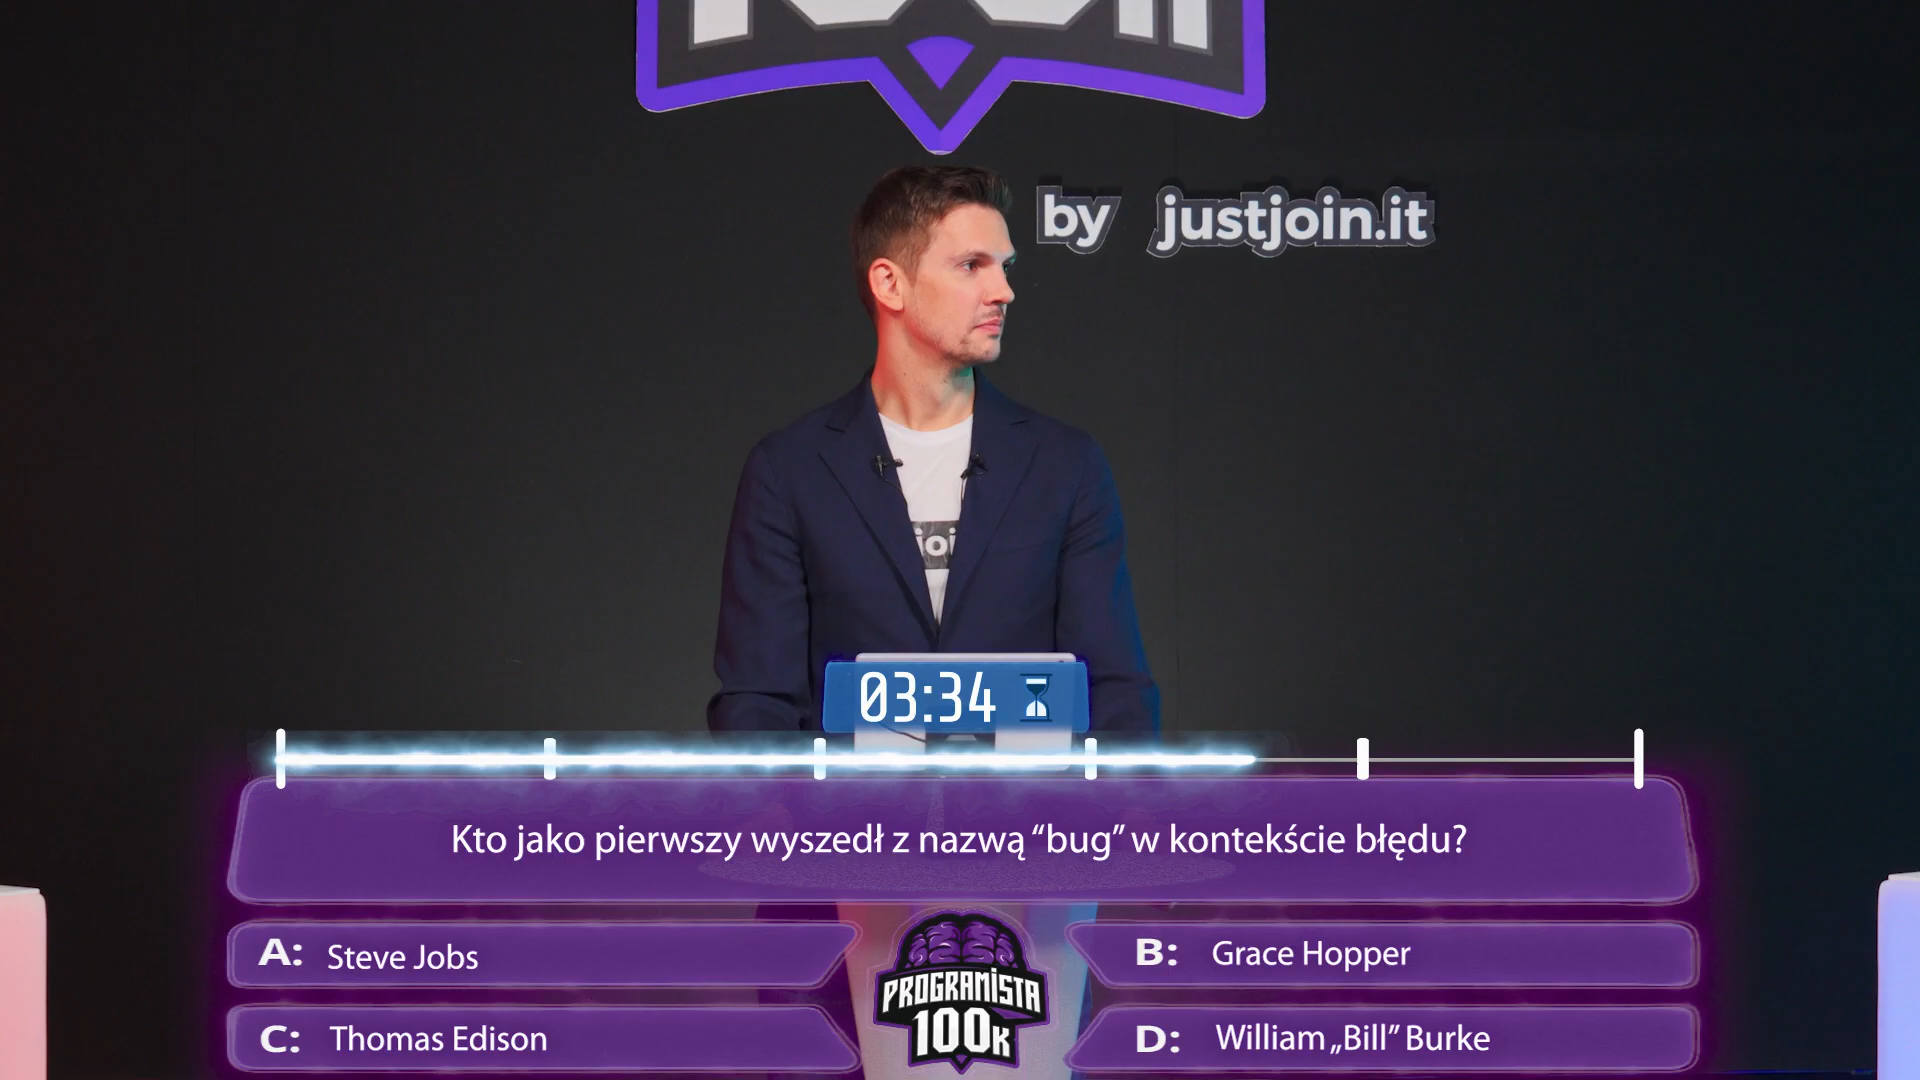 by justjoin.it
joi
03:34
Kto jako pierwszy wyszedł z nazwą “bug” w kontekście błędu?
A: Steve Jobs
B: Grace Hopper
C: Thomas Edison
D: William „Bill” Burke
PROGRAMiSTA
100K